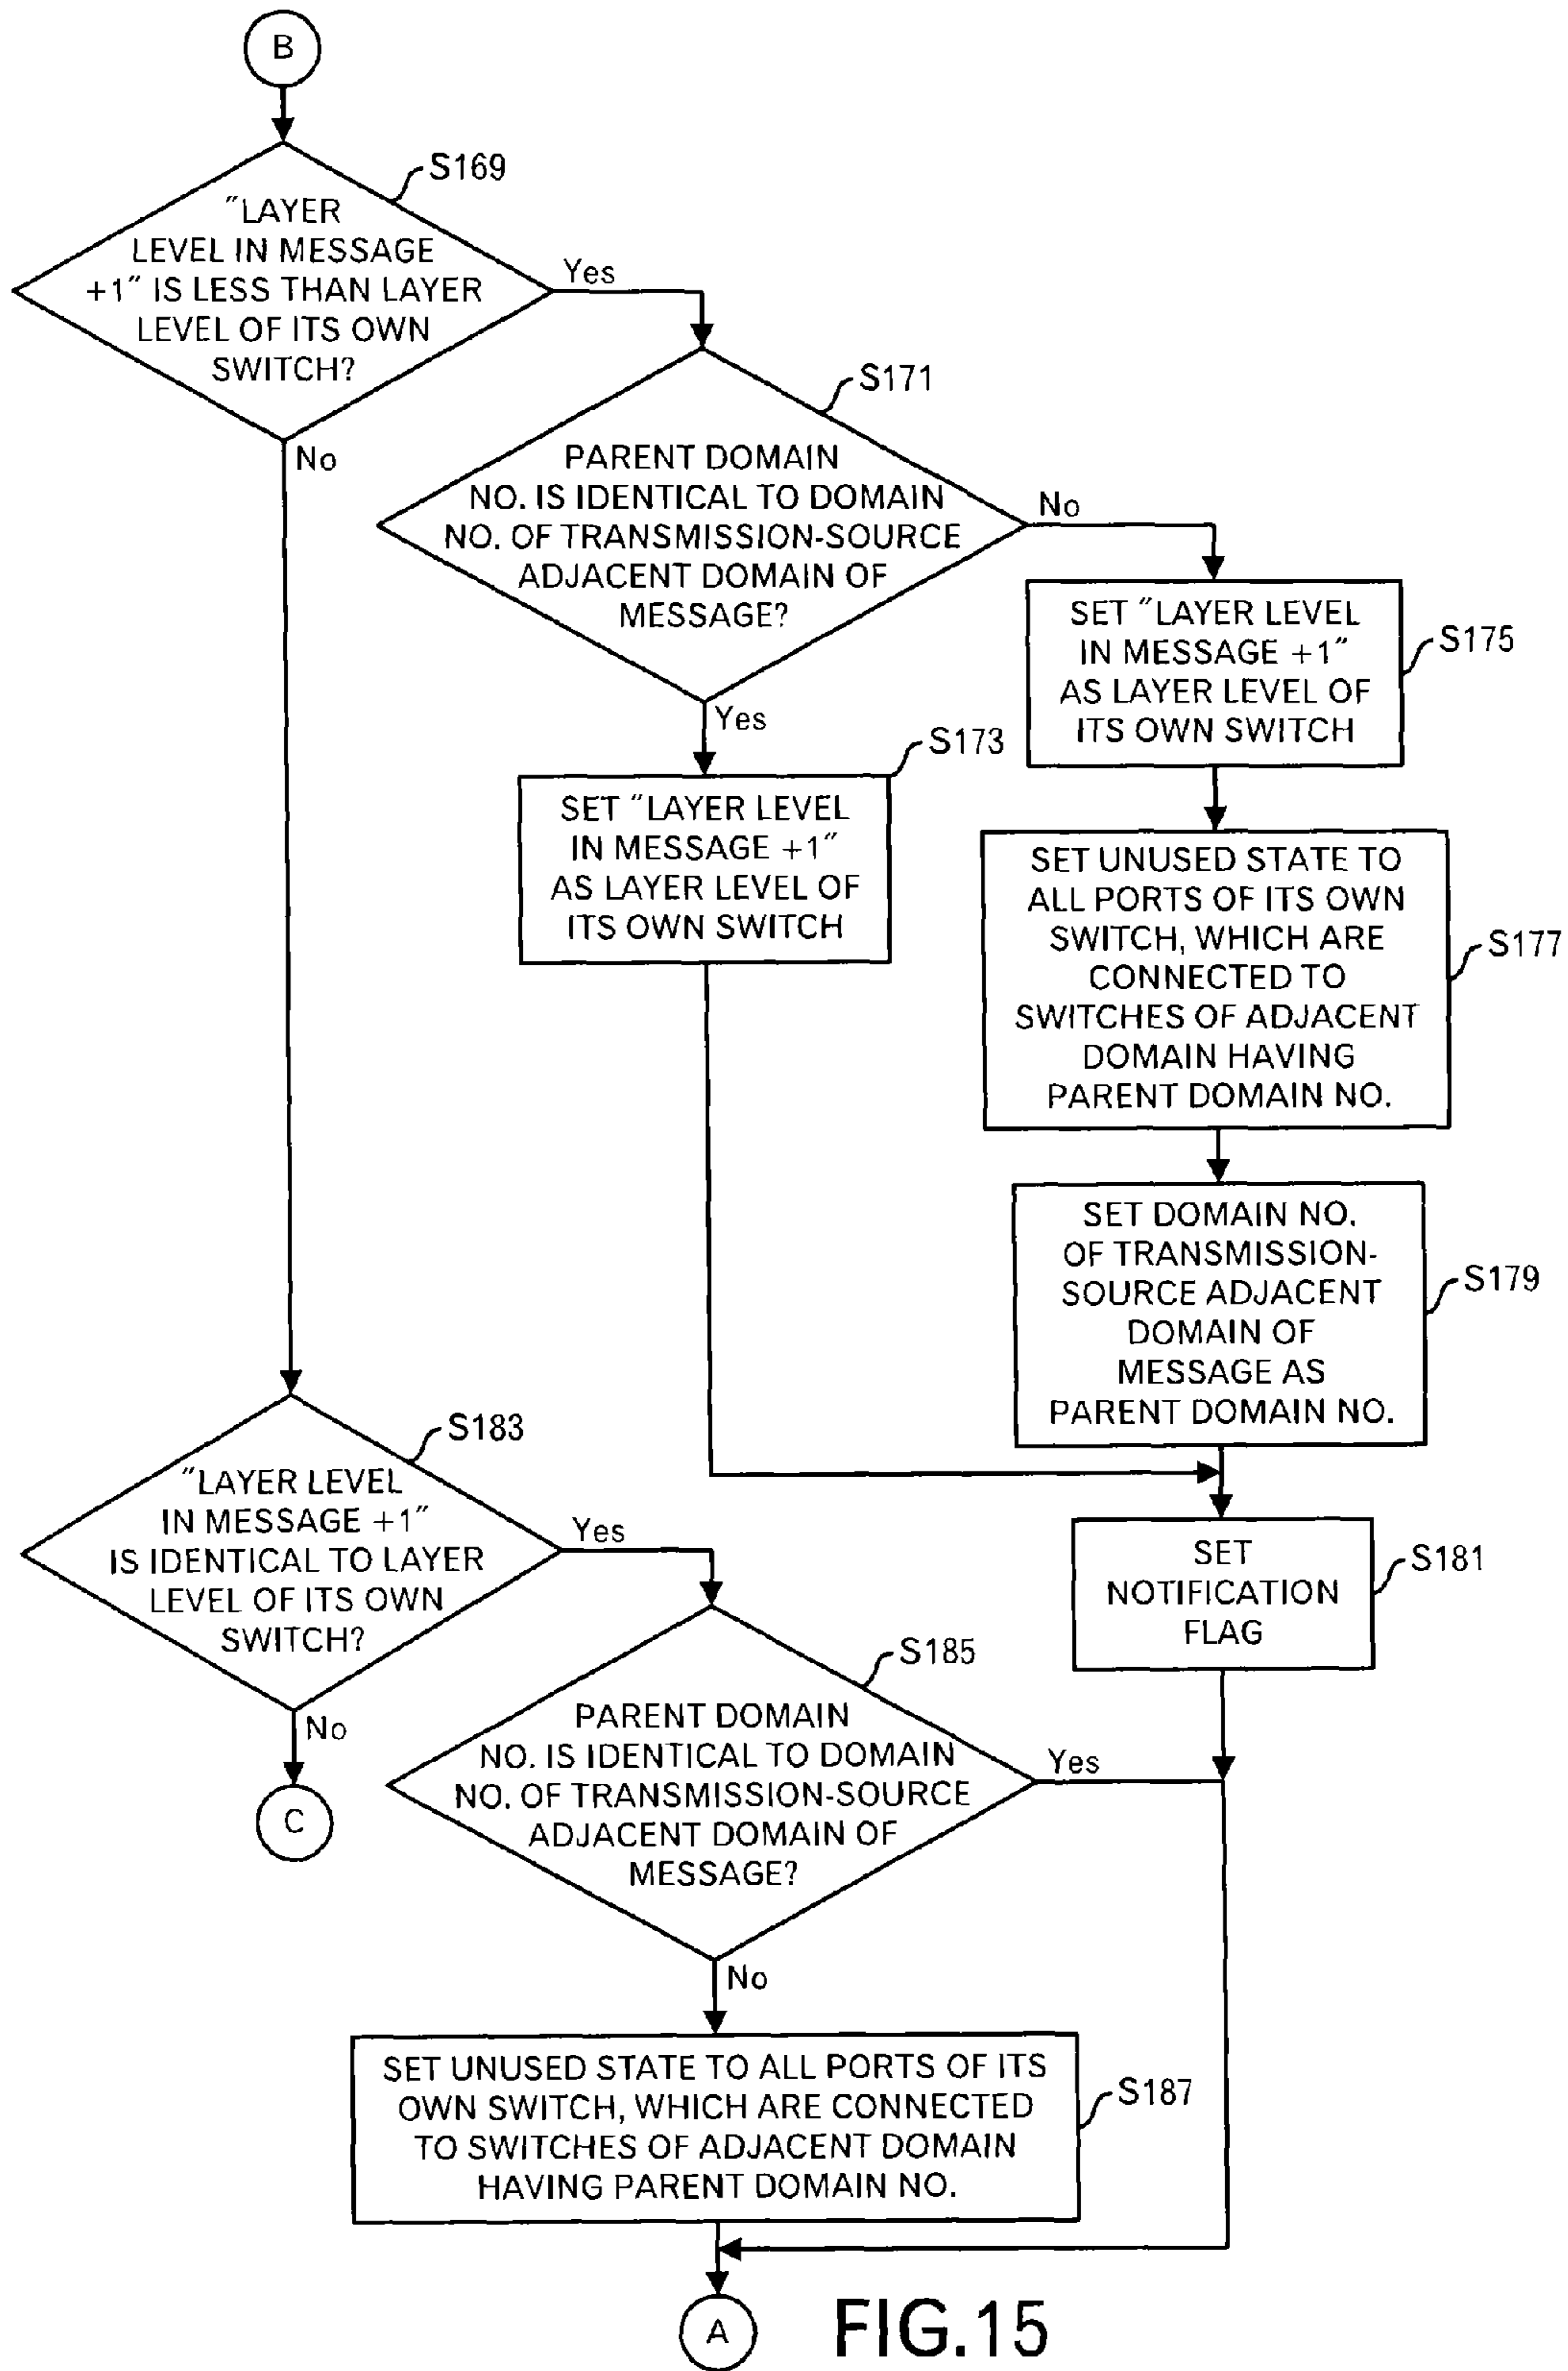 B
S169
"LAYER
LEVEL IN MESSAGE
+1" IS LESS THAN LAYER
LEVEL OF ITS OWN
SWITCH?
Yes
No
S171
PARENT DOMAIN
NO. IS IDENTICAL TO DOMAIN
NO. OF TRANSMISSION-SOURCE
ADJACENT DOMAIN OF
MESSAGE?
No
Yes
S175
SET "LAYER LEVEL
IN MESSAGE +1"
AS LAYER LEVEL OF
ITS OWN SWITCH
S173
SET "LAYER LEVEL
IN MESSAGE +1"
AS LAYER LEVEL OF
ITS OWN SWITCH
S177
SET UNUSED STATE TO
ALL PORTS OF ITS OWN
SWITCH, WHICH ARE
CONNECTED TO
SWITCHES OF ADJACENT
DOMAIN HAVING
PARENT DOMAIN NO.
S179
SET DOMAIN NO.
OF TRANSMISSION-
SOURCE ADJACENT
DOMAIN OF
MESSAGE AS
PARENT DOMAIN NO.
S183
"LAYER LEVEL
IN MESSAGE +1"
IS IDENTICAL TO LAYER
LEVEL OF ITS OWN
SWITCH?
Yes
No
C
S181
SET
NOTIFICATION
FLAG
S185
PARENT DOMAIN
NO. IS IDENTICAL TO DOMAIN
NO. OF TRANSMISSION-SOURCE
ADJACENT DOMAIN OF
MESSAGE?
Yes
No
S187
SET UNUSED STATE TO ALL PORTS OF ITS
OWN SWITCH, WHICH ARE CONNECTED
TO SWITCHES OF ADJACENT DOMAIN
HAVING PARENT DOMAIN NO.
A
FIG.15